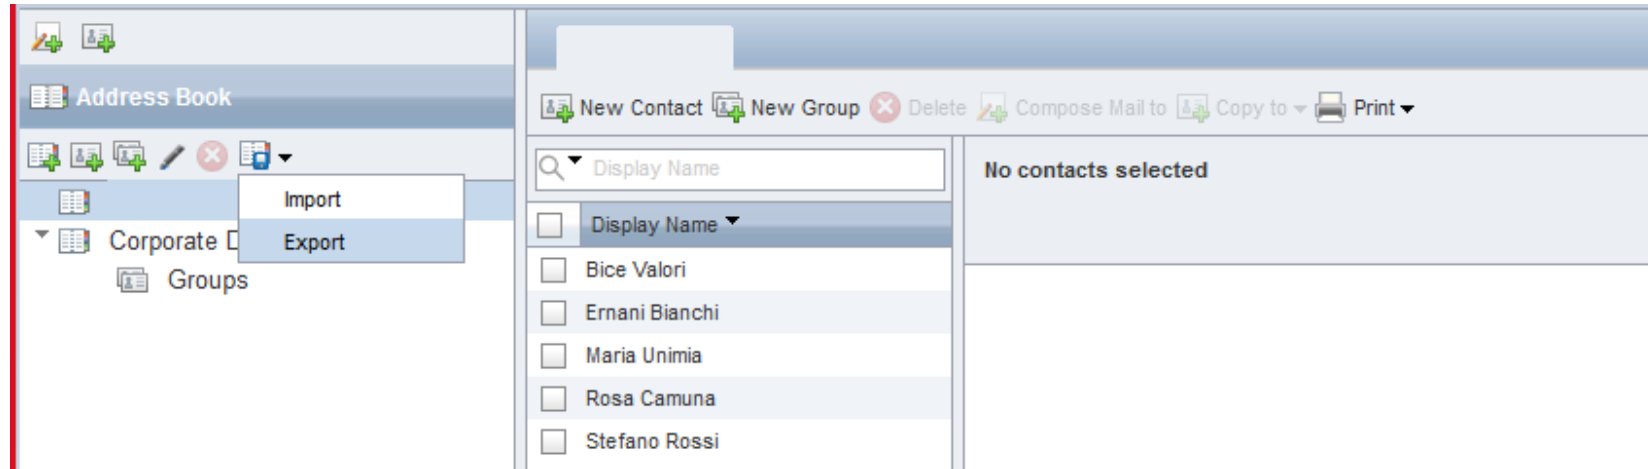 Address Book
Import
Export
Corporate D
Groups
New Contact New Group Delete Compose Mail to Copy to Print
Display Name
Display Name
Bice Valori
Ernani Bianchi
Maria Unimia
Rosa Camuna
Stefano Rossi
No contacts selected